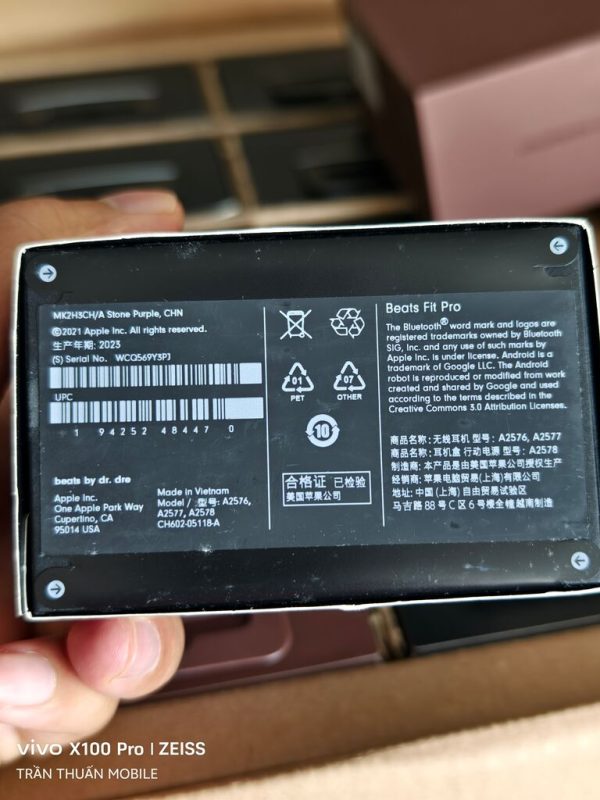 MK2H3CH/A Stone Purple, CHN
©2021 Apple Inc. All rights reserved.
生产年期: 2023
(S) Serial No. WCQ569Y3PJ
UPC
1 94252 48447 0
beats by dr. dre
Apple Inc.
One Apple Park Way
Cupertino, CA
95014 USA
Made in Vietnam
Model / 型号: A2576,
A2577, A2578
CH602-05118-A
01
PET
07
OTHER
10
合格证 已检验
美国苹果公司
Beats Fit Pro
The Bluetooth® word mark and logos are
registered trademarks owned by Bluetooth
SIG, Inc. and any use of such marks by
Apple Inc. is under license. Android is a
trademark of Google LLC. The Android
robot is reproduced or modified from work
created and shared by Google and used
according to the terms described in the
Creative Commons 3.0 Attribution Licenses.
商品名称: 无线耳机 型号: A2576, A2577
商品名称: 耳机盒 行动电源 型号: A2578
制造商: 本产品是由美国苹果公司授权生产
经销商: 苹果电脑贸易(上海)有限公司
地址: 中国 (上海) 自由贸易试验区
马吉路 88 号 C 区 6 号楼全幢越南制造
vivo X100 Pro | ZEISS
TRẦN THUẤN MOBILE